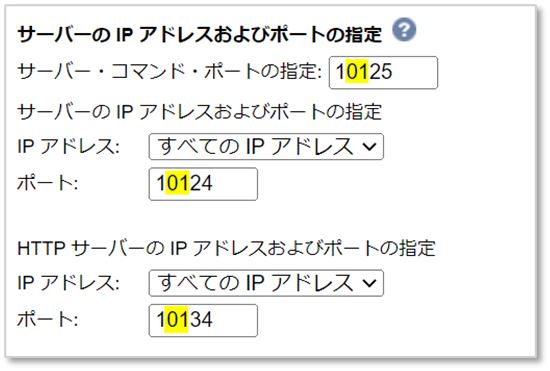 サーバーの IP アドレスおよびポートの指定 ?
サーバー・コマンド・ポートの指定: 10125
サーバーの IP アドレスおよびポートの指定
IP アドレス: すべての IP アドレス
ポート: 10124
HTTP サーバーの IP アドレスおよびポートの指定
IP アドレス: すべての IP アドレス
ポート: 10134